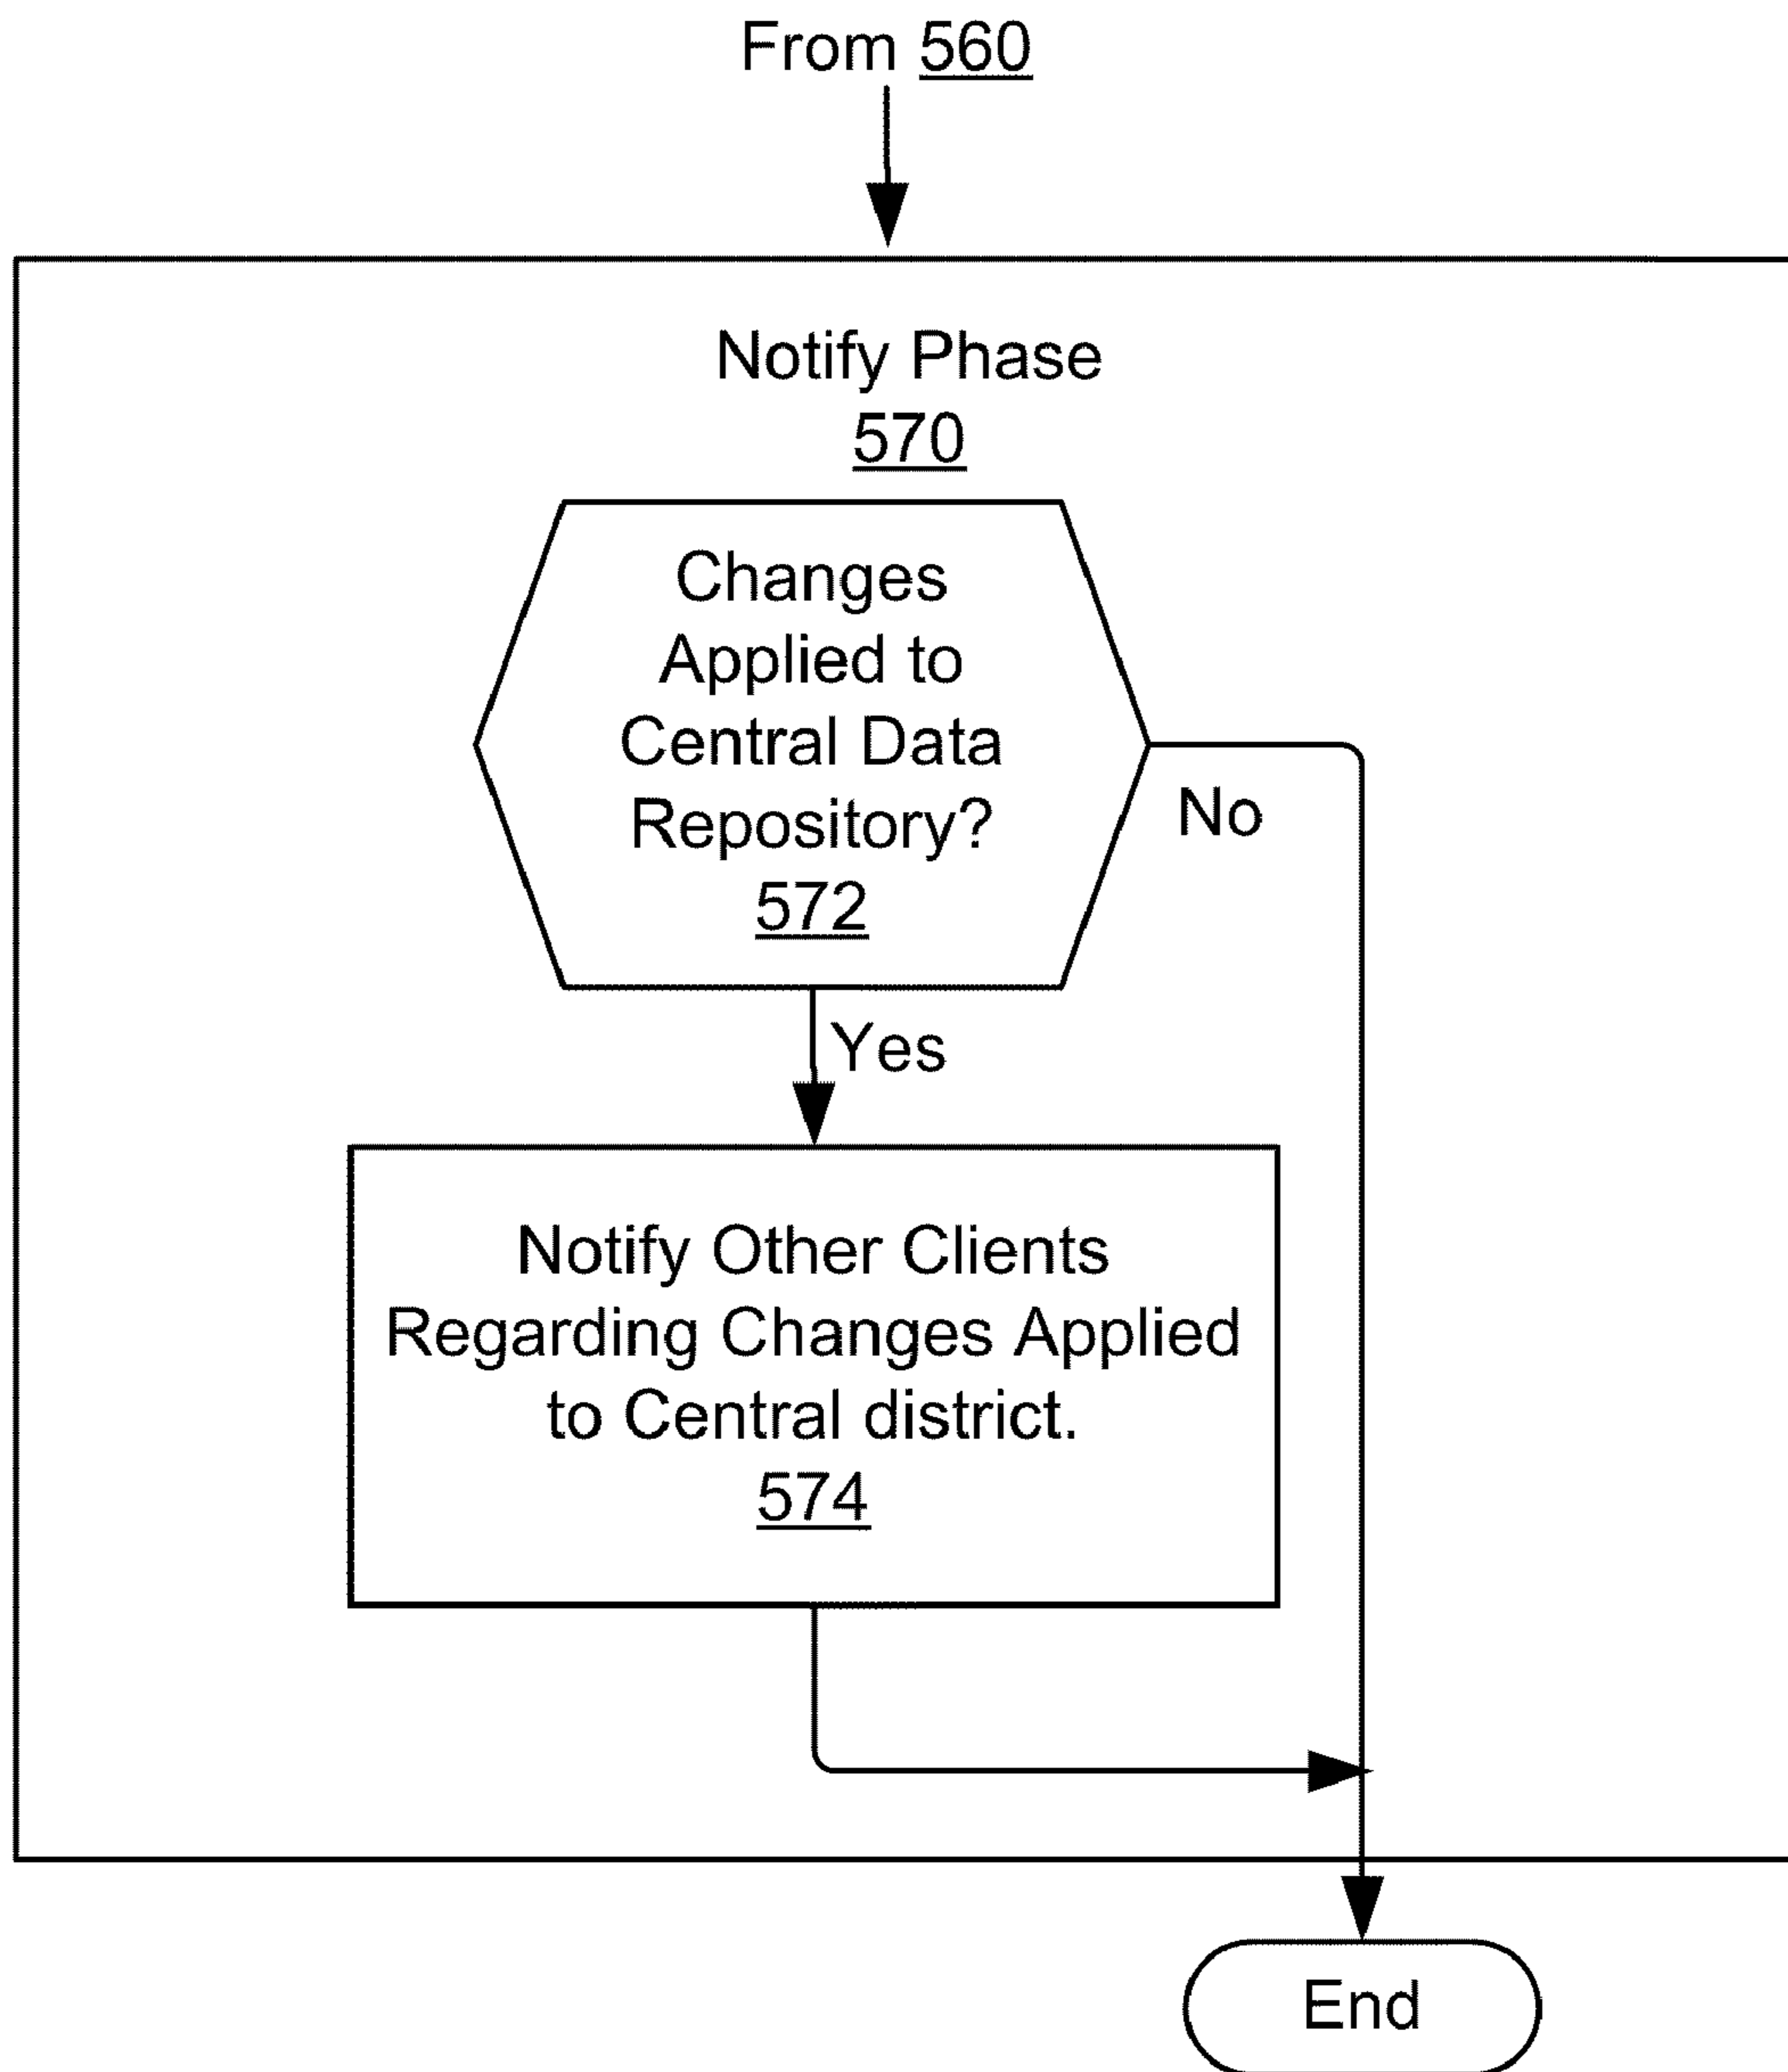 From 560
Notify Phase
570
Changes
Applied to
Central Data
Repository?
572
No
Yes
Notify Other Clients
Regarding Changes Applied
to Central district.
574
End